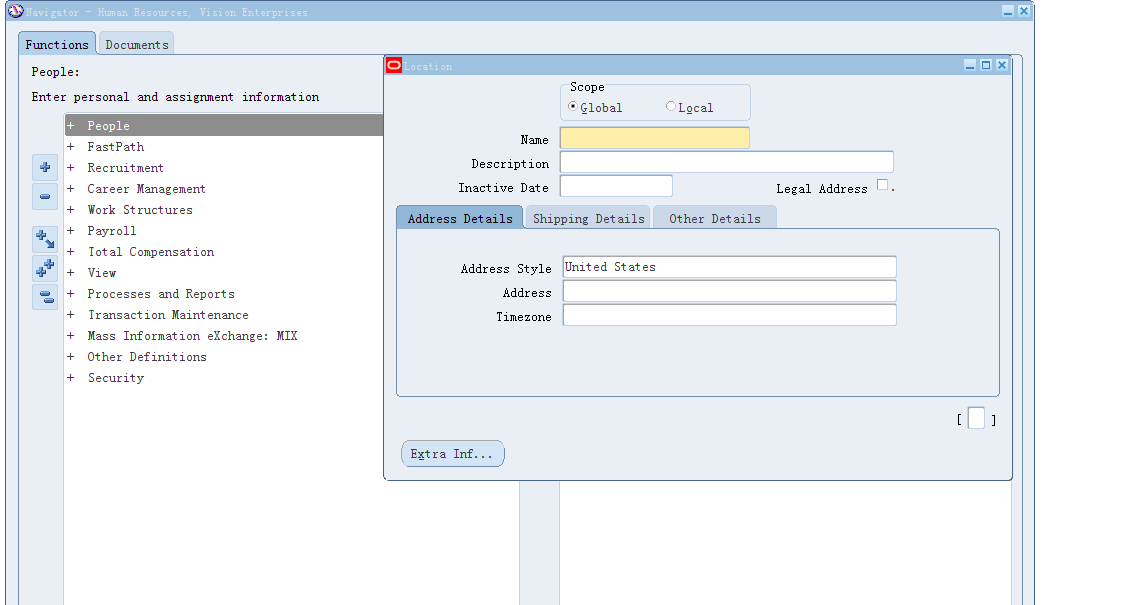 Navigator - Human Resources, Vision Enterprises
Functions Documents
People:
Enter personal and assignment information
+ People
+ FastPath
+ Recruitment
+ Career Management
+ Work Structures
+ Payroll
+ Total Compensation
+ View
+ Processes and Reports
+ Transaction Maintenance
+ Mass Information eXchange: MIX
+ Other Definitions
+ Security
Location
Scope
Global Local
Name
Description
Inactive Date Legal Address .
Address Details Shipping Details Other Details
Address Style United States
Address
Timezone
[ ]
Extra Inf...